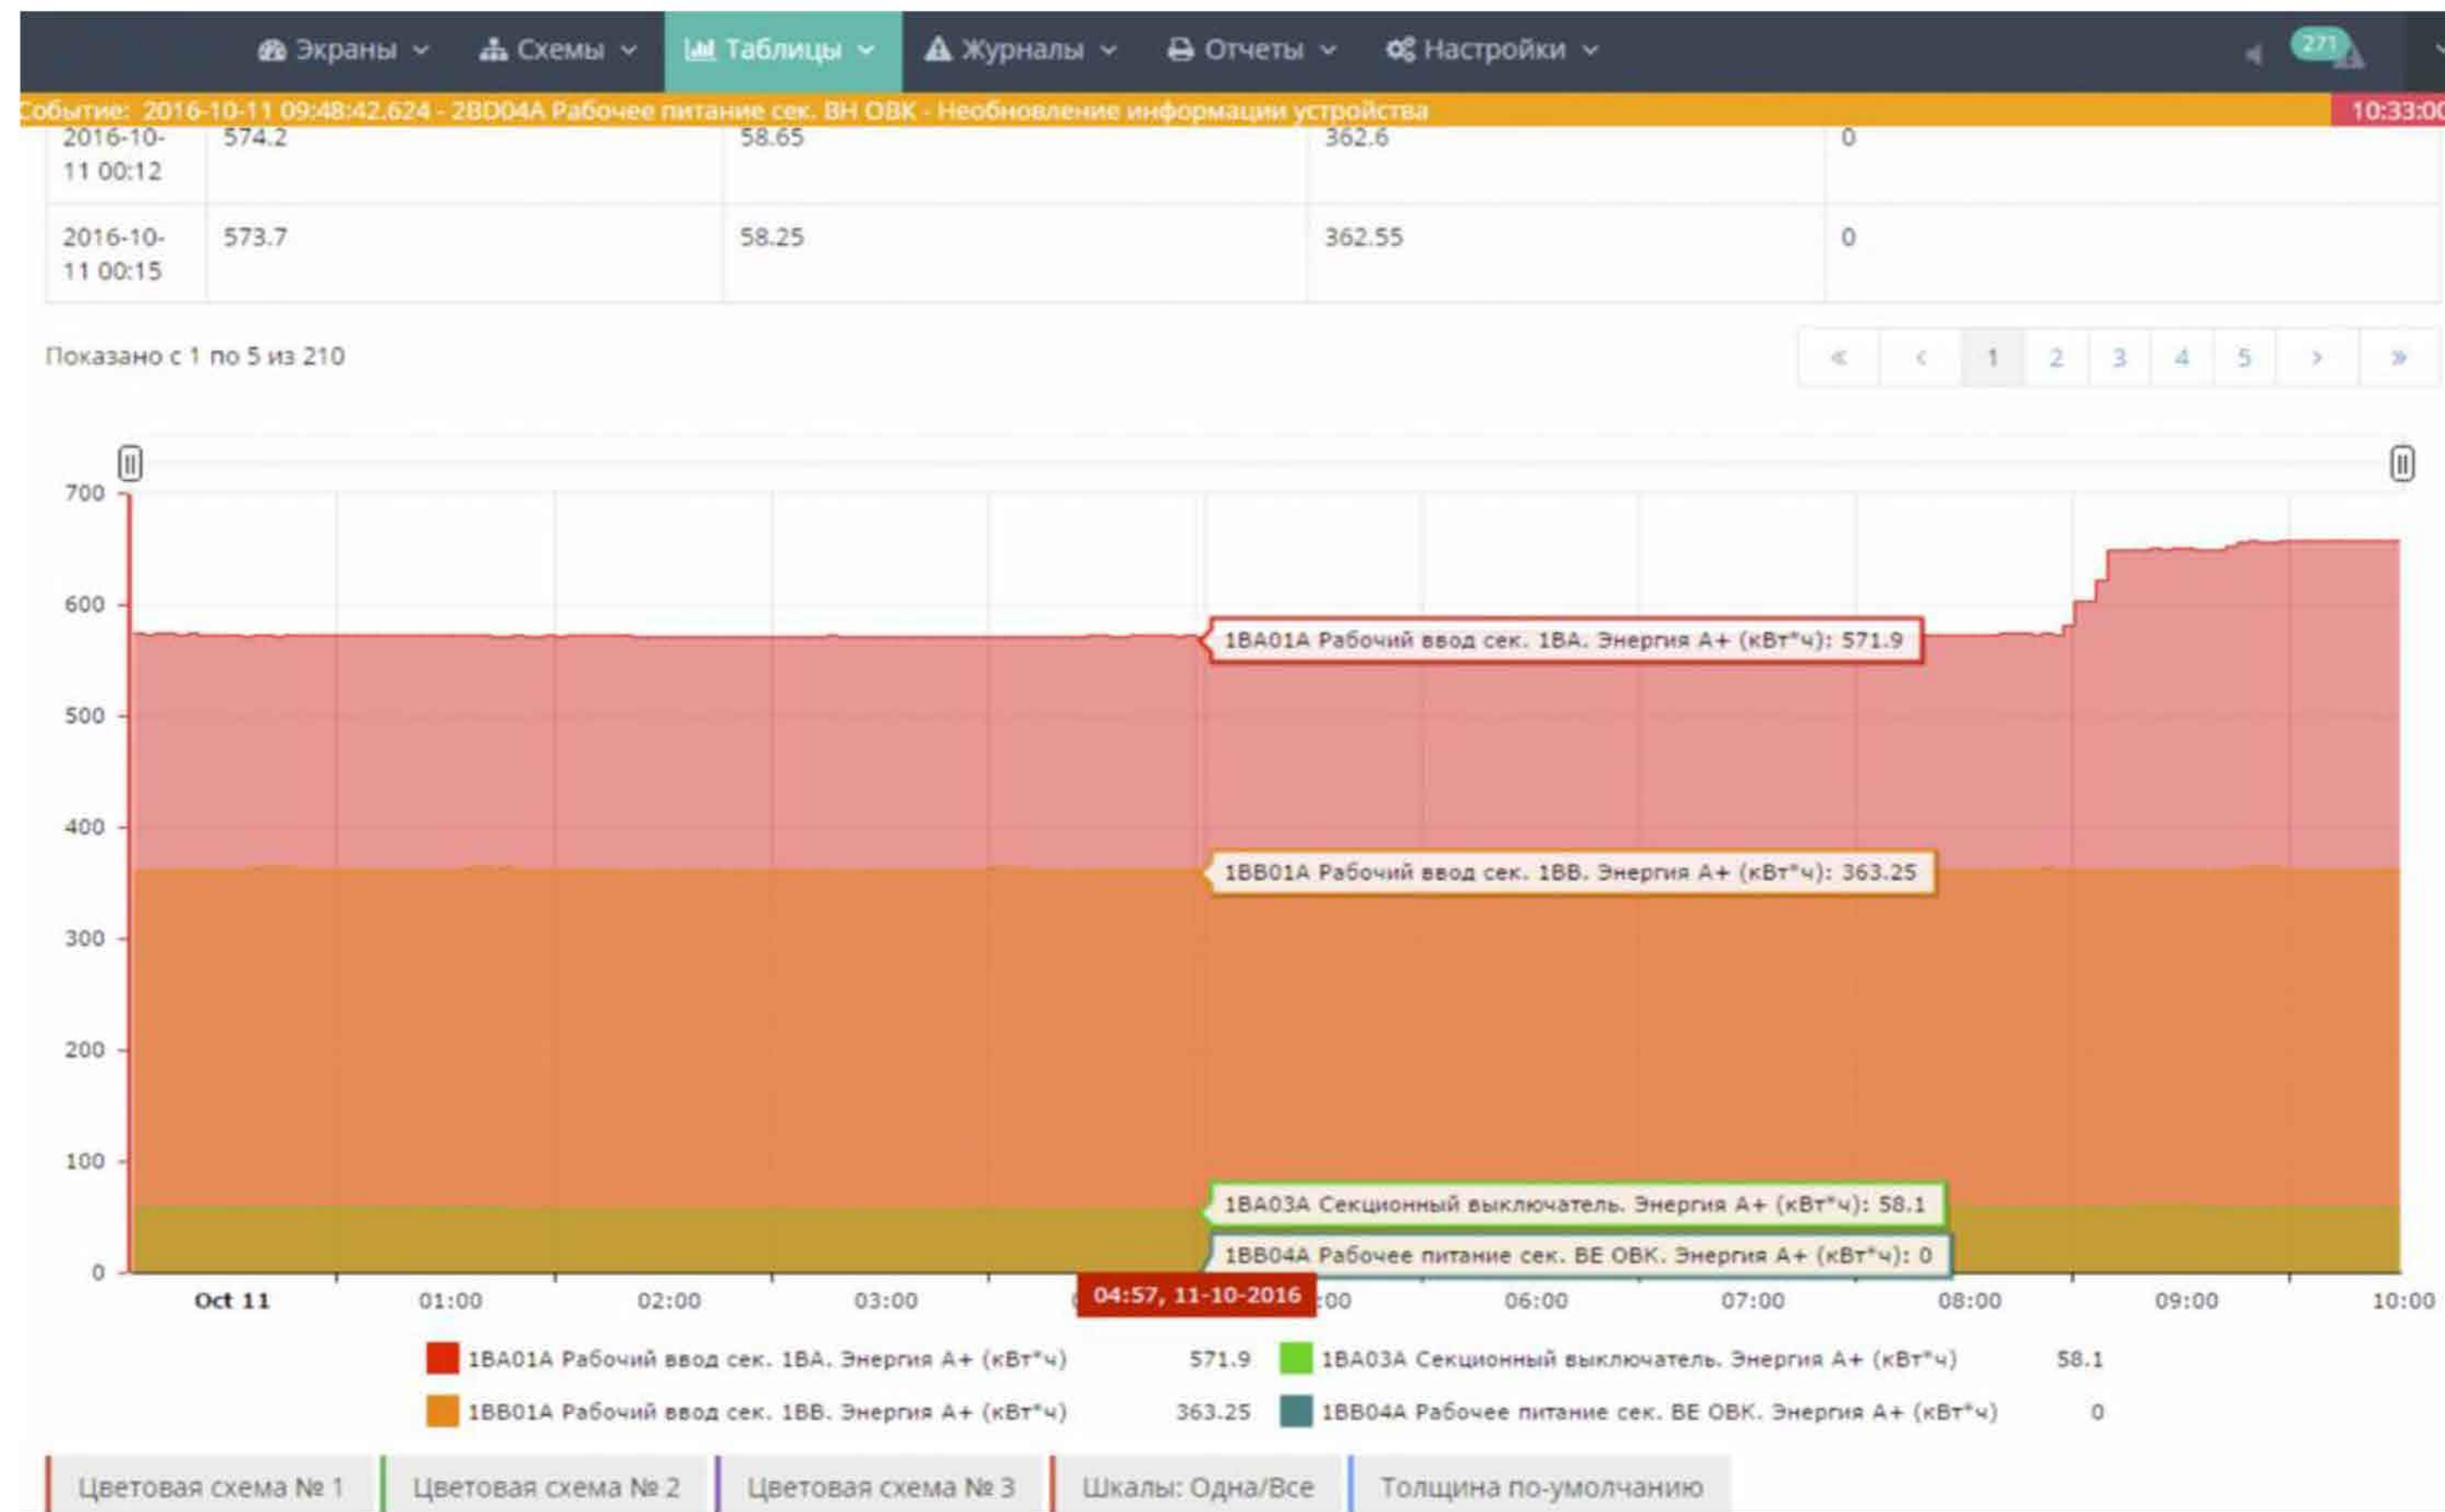 Экраны Схемы Таблицы Журналы Отчеты Настройки 271
Событие: 2016-10-11 09:48:42.624 - 2BD04A Рабочее питание сек. ВН ОВК - Необновление информации устройства 10:33:00
2016-10-11 00:12 574.2 58.65 362.6 0
2016-10-11 00:15 573.7 58.25 362.55 0
Показано с 1 по 5 из 210 « ‹ 1 2 3 4 5 › »
700
600
500
400
300
200
100
0
1BA01A Рабочий ввод сек. 1BA. Энергия А+ (кВт*ч): 571.9
1BB01A Рабочий ввод сек. 1BB. Энергия А+ (кВт*ч): 363.25
1BA03A Секционный выключатель. Энергия А+ (кВт*ч): 58.1
1BB04A Рабочее питание сек. ВЕ ОВК. Энергия А+ (кВт*ч): 0
Oct 11 01:00 02:00 03:00 04:57, 11-10-2016 :00 06:00 07:00 08:00 09:00 10:00
1BA01A Рабочий ввод сек. 1BA. Энергия А+ (кВт*ч) 571.9 1BA03A Секционный выключатель. Энергия А+ (кВт*ч) 58.1
1BB01A Рабочий ввод сек. 1BB. Энергия А+ (кВт*ч) 363.25 1BB04A Рабочее питание сек. ВЕ ОВК. Энергия А+ (кВт*ч) 0
Цветовая схема № 1 Цветовая схема № 2 Цветовая схема № 3 Шкалы: Одна/Все Толщина по-умолчанию